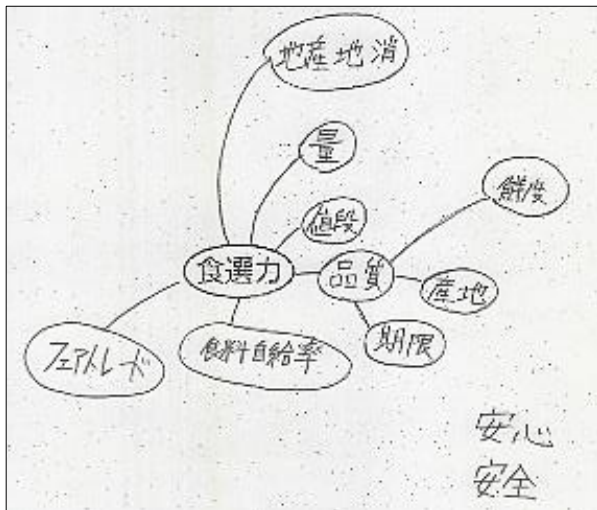 地産地消
量
値段
鮮度
食選力
品質
産地
期限
食料自給率
フェアトレード
安心
安全